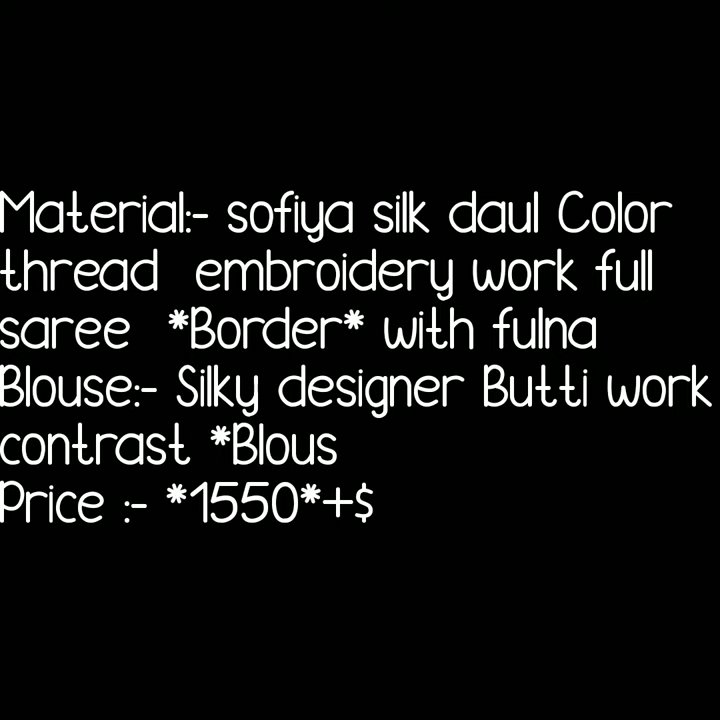 Material:- sofiya silk daul Color
thread embroidery work full
saree *Border* with fulna
Blouse:- Silky designer Butti work
contrast *Blous
Price :- *1550*+$